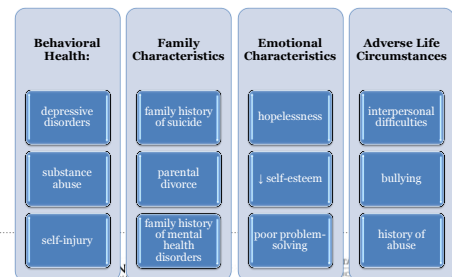 Behavioral
Health:
depressive
disorders
substance
abuse
self-injury
Family
Characteristics
family history
of suicide
parental
divorce
family history
of mental
health
disorders
Emotional
Characteristics
hopelessness
↓ self-esteem
poor problem-
solving
Adverse Life
Circumstances
interpersonal
difficulties
bullying
history of
abuse